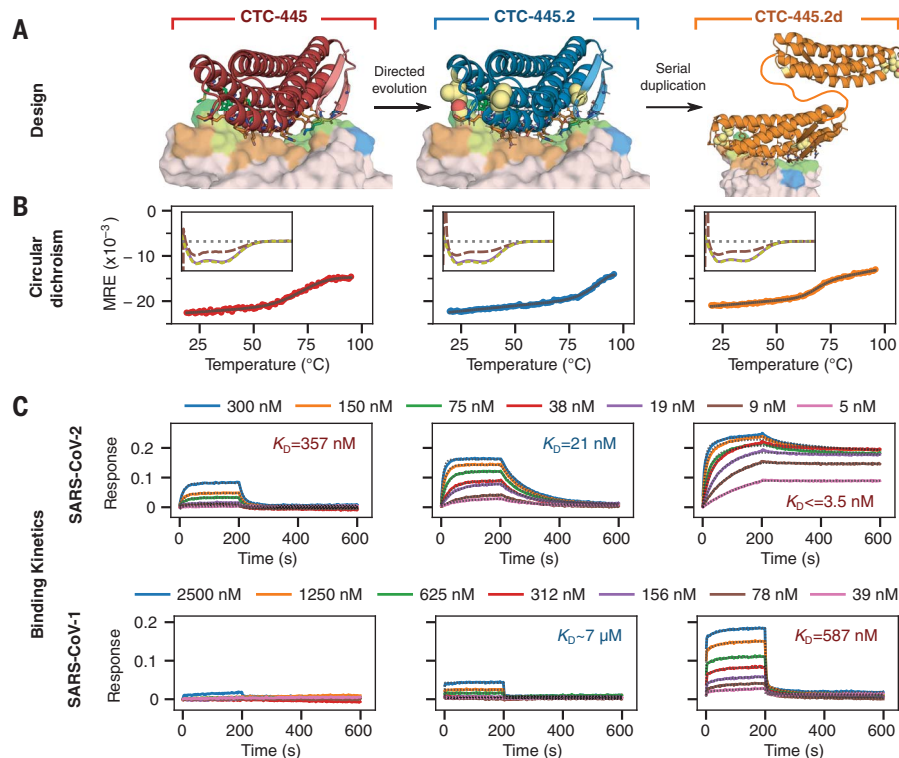 A
CTC-445
CTC-445.2
CTC-445.2d
Design
Directed
evolution
Serial
duplication
B
Circular
dichroism
MRE (x10⁻³)
0
− 10
− 20
25 50 75 100
Temperature (°C)
25 50 75 100
Temperature (°C)
25 50 75 100
Temperature (°C)
C
Binding Kinetics
SARS-CoV-2
300 nM 150 nM 75 nM 38 nM 19 nM 9 nM 5 nM
Response
0.2
0.1
0
K_D=357 nM
K_D=21 nM
K_D<=3.5 nM
0 200 400 600
Time (s)
0 200 400 600
Time (s)
0 200 400 600
Time (s)
SARS-CoV-1
2500 nM 1250 nM 625 nM 312 nM 156 nM 78 nM 39 nM
Response
0.2
0.1
0
K_D~7 µM
K_D=587 nM
0 200 400 600
Time (s)
0 200 400 600
Time (s)
0 200 400 600
Time (s)